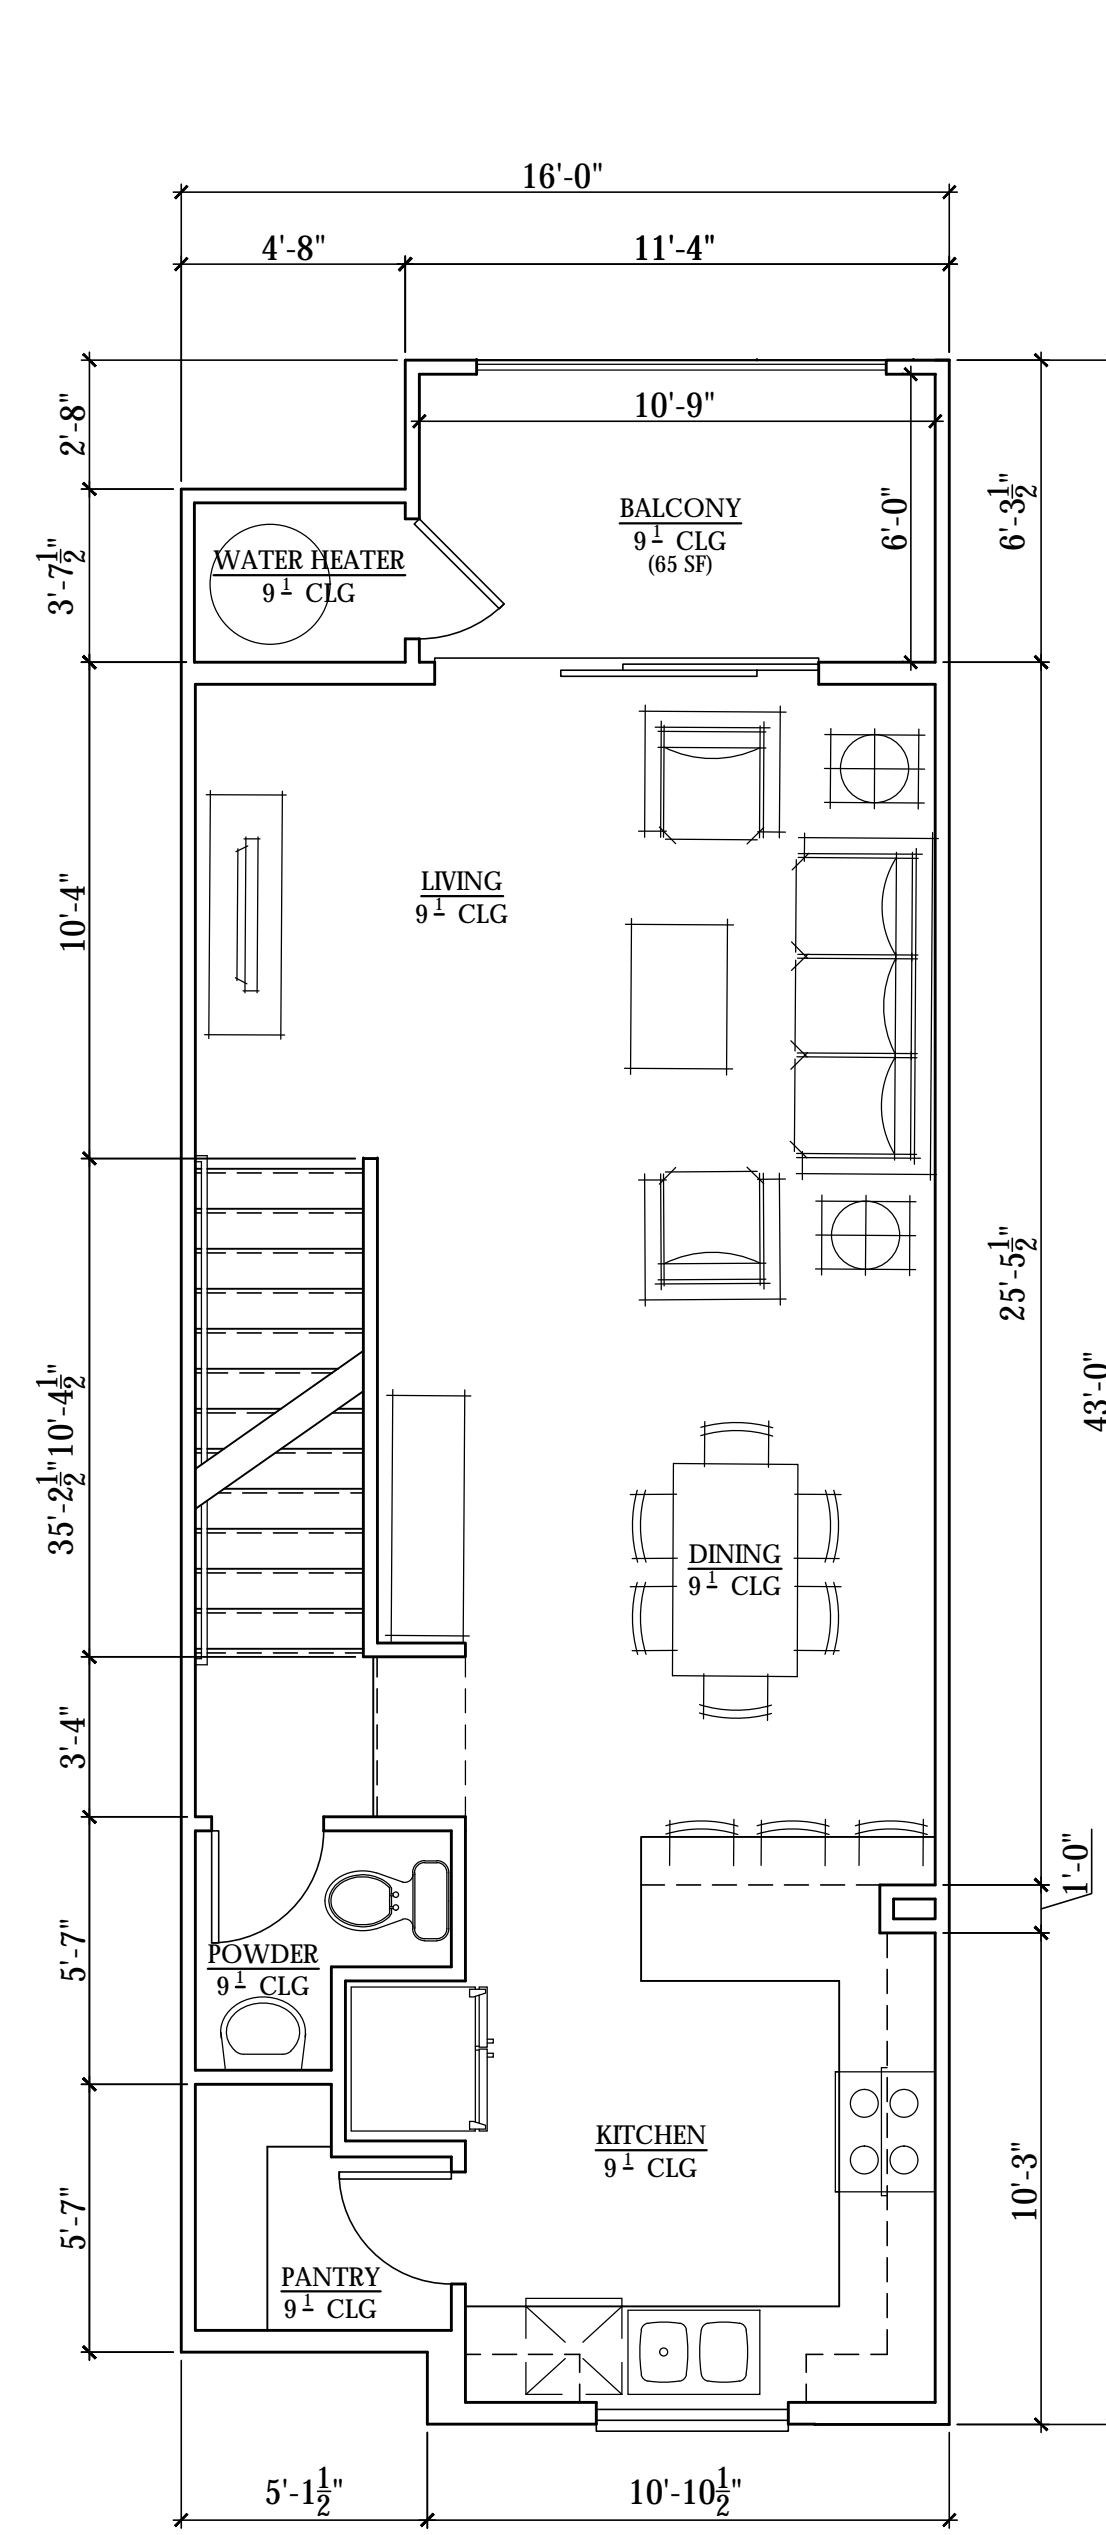 16'-0"
4'-8"
11'-4"
2'-8"
10'-9"
6'-0"
6'-3 1/2"
BALCONY
9 1 CLG
(65 SF)
3'-7 1/2"
WATER HEATER
9 1 CLG
10'-4"
LIVING
9 1 CLG
25'-5 1/2"
43'-0"
10'-4 1/2"
35'-2 1/2"
DINING
9 1 CLG
3'-4"
1'-0"
5'-7"
POWDER
9 1 CLG
KITCHEN
9 1 CLG
10'-3"
5'-7"
PANTRY
9 1 CLG
5'-1 1/2"
10'-10 1/2"